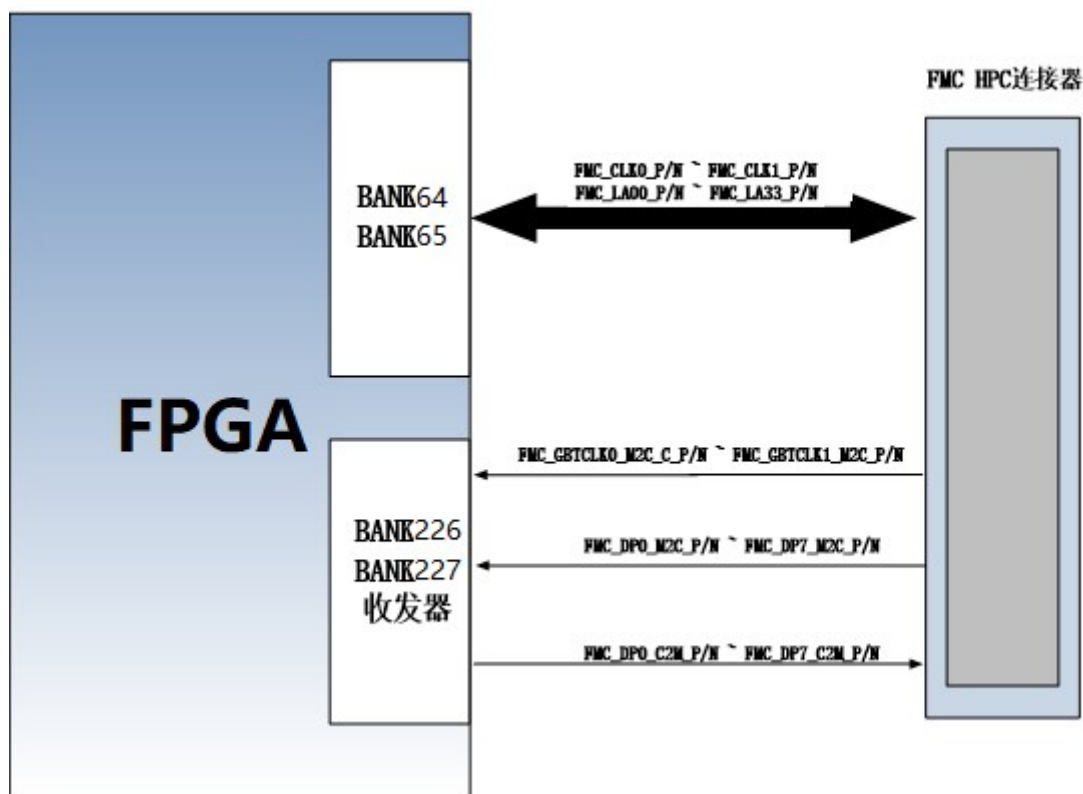 FMC HPC连接器
FMC_CLK0_P/N ~ FMC_CLK1_P/N
FMC_LA00_P/N ~ FMC_LA33_P/N
BANK64
BANK65
FPGA
FMC_GBTCLK0_M2C_C_P/N ~ FMC_GBTCLK1_M2C_P/N
BANK226
FMC_DP0_M2C_P/N ~ FMC_DP7_M2C_P/N
BANK227
收发器
FMC_DP0_C2M_P/N ~ FMC_DP7_C2M_P/N